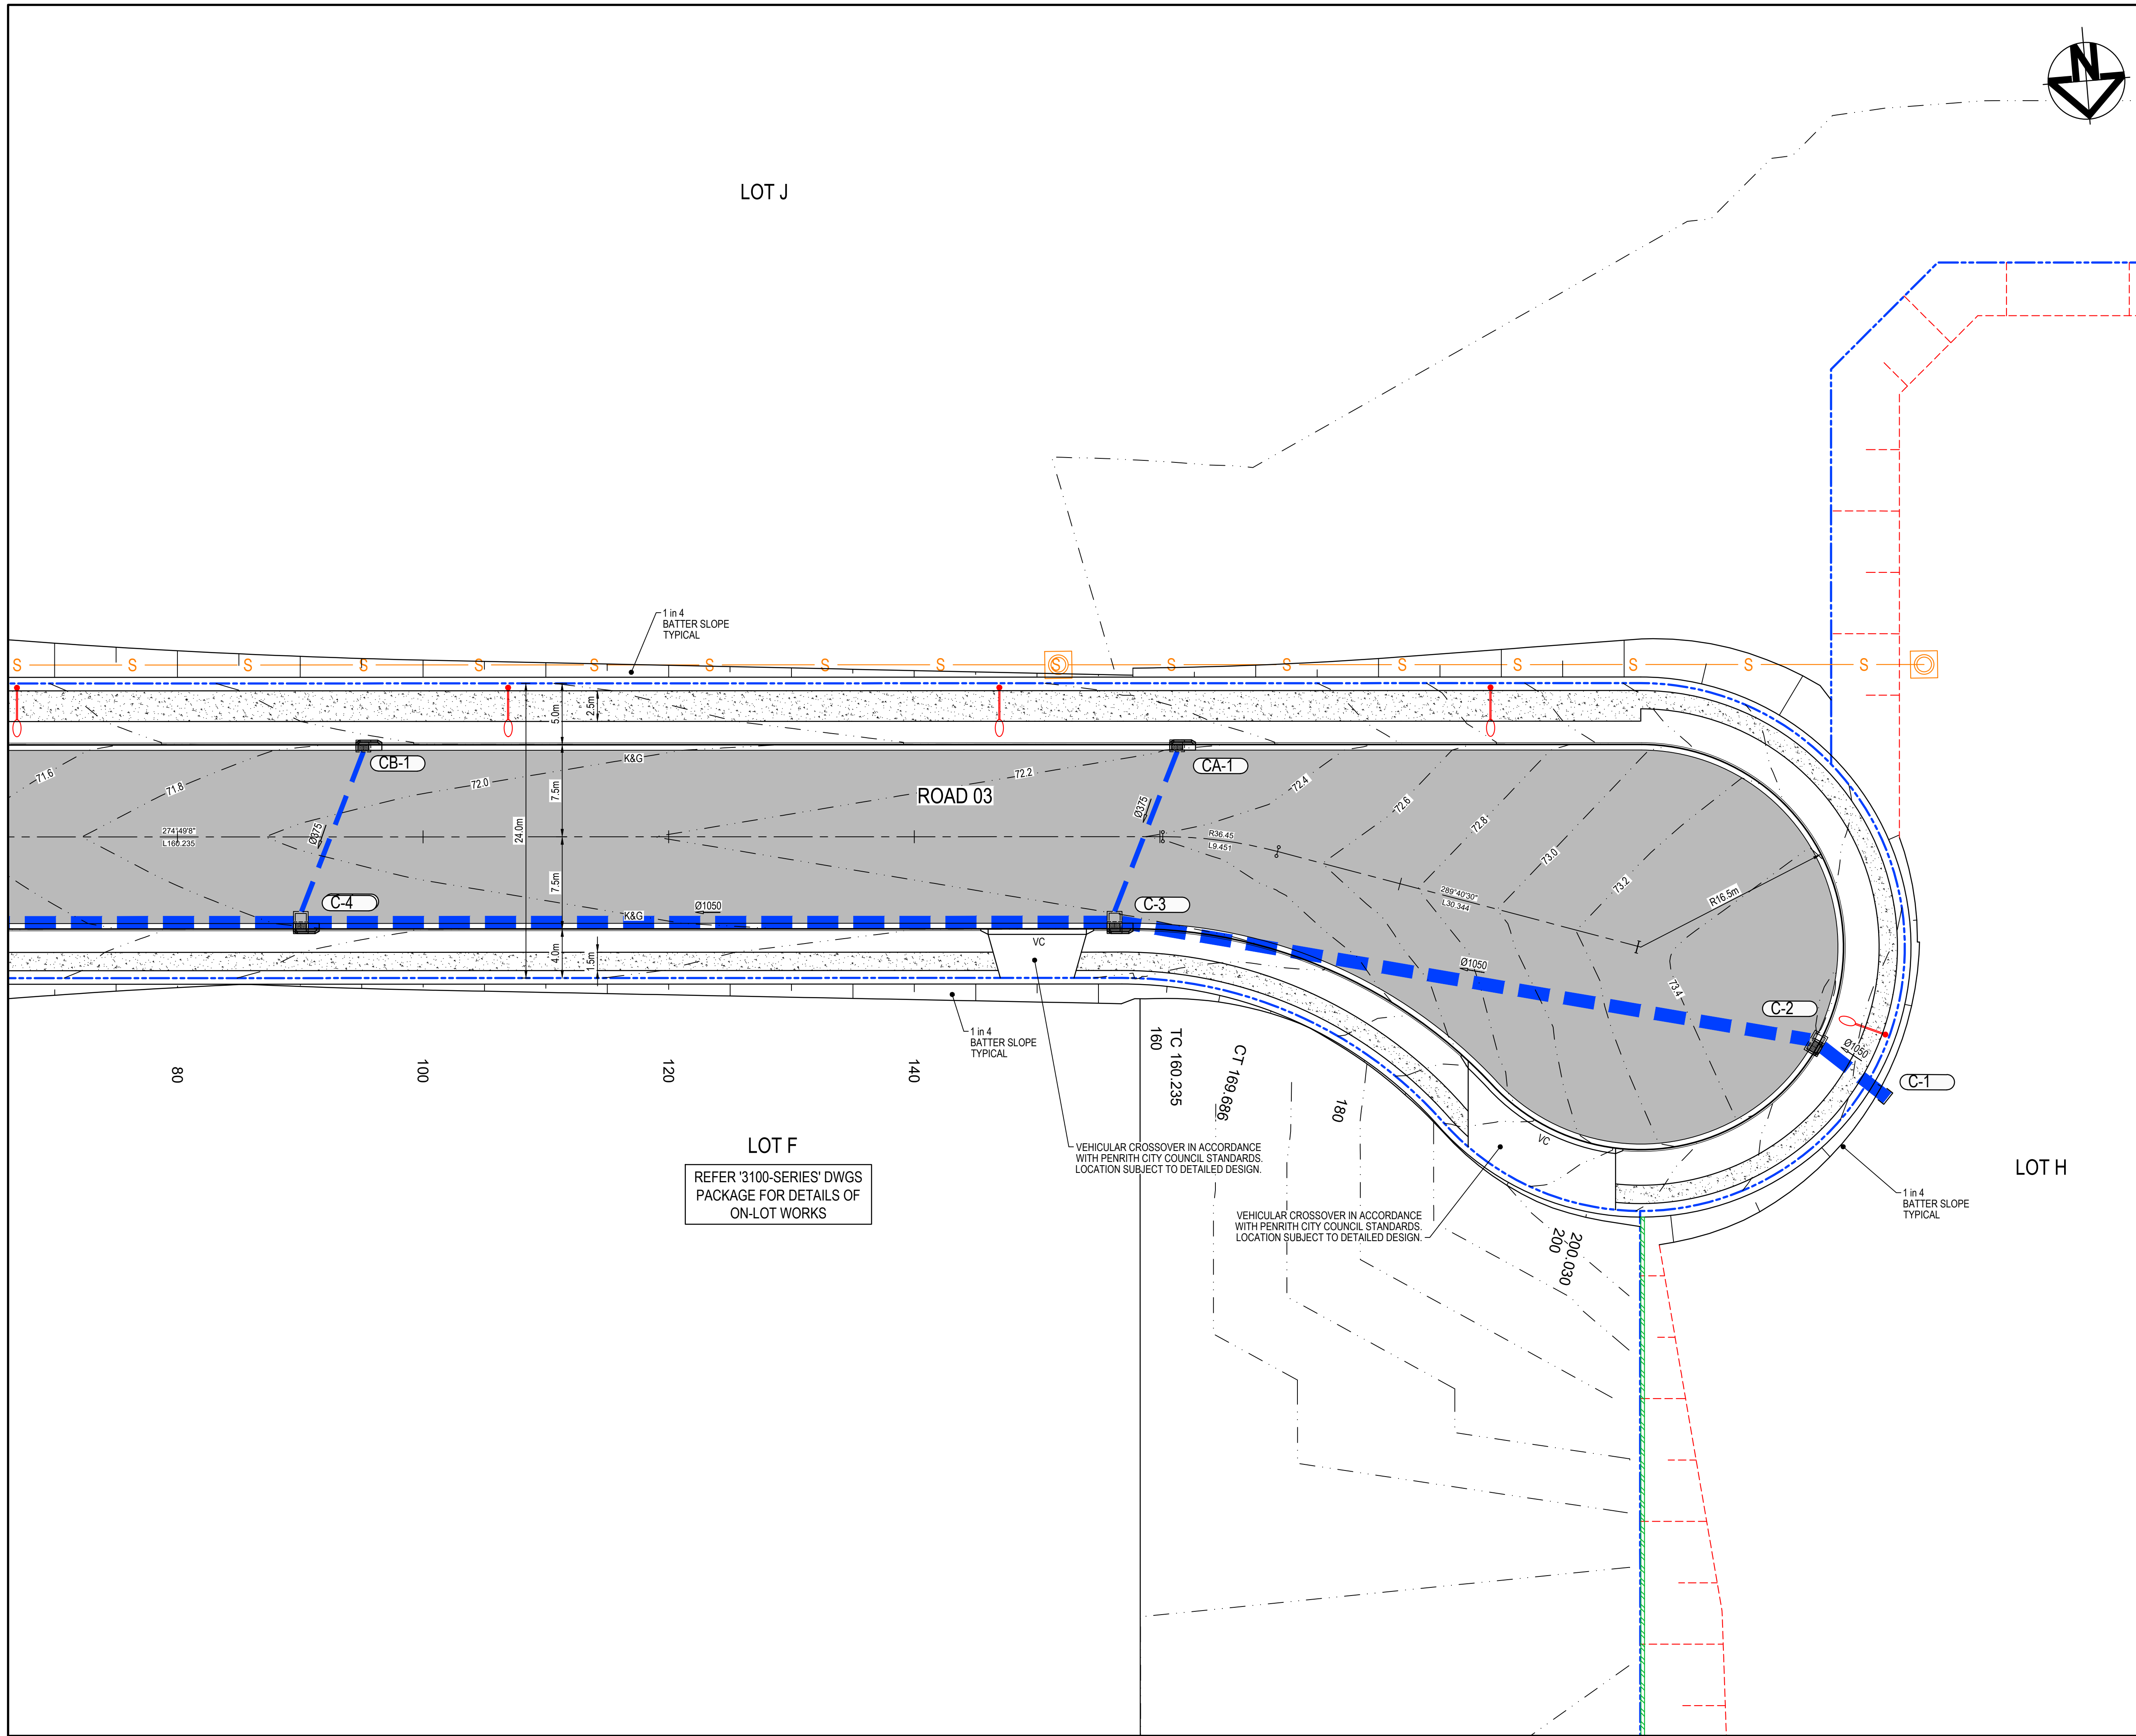 N
LOT J
1 in 4
BATTER SLOPE
TYPICAL
S S S S S S S S S S S S S S S S S
5.0m
2.5m
CB-1
K&G
CA-1
71.6
71.8
72.0
7.5m
72.2
ROAD 03
72.4
72.6
72.8
73.0
73.2
73.4
274°49'8"
L160.235
Ø375
24.0m
Ø375
R36.45
L9.451
289°40'30"
L30.344
R16.5m
7.5m
C-4
K&G
Ø1050
C-3
VC
4.0m
1.5m
Ø1050
C-2
Ø1050
C-1
1 in 4
BATTER SLOPE
TYPICAL
80
100
120
140
160
TC 160.235
CT 169.686
180
200
200.030
VC
LOT F
REFER '3100-SERIES' DWGS
PACKAGE FOR DETAILS OF
ON-LOT WORKS
VEHICULAR CROSSOVER IN ACCORDANCE
WITH PENRITH CITY COUNCIL STANDARDS.
LOCATION SUBJECT TO DETAILED DESIGN.
VEHICULAR CROSSOVER IN ACCORDANCE
WITH PENRITH CITY COUNCIL STANDARDS.
LOCATION SUBJECT TO DETAILED DESIGN.
LOT H
1 in 4
BATTER SLOPE
TYPICAL